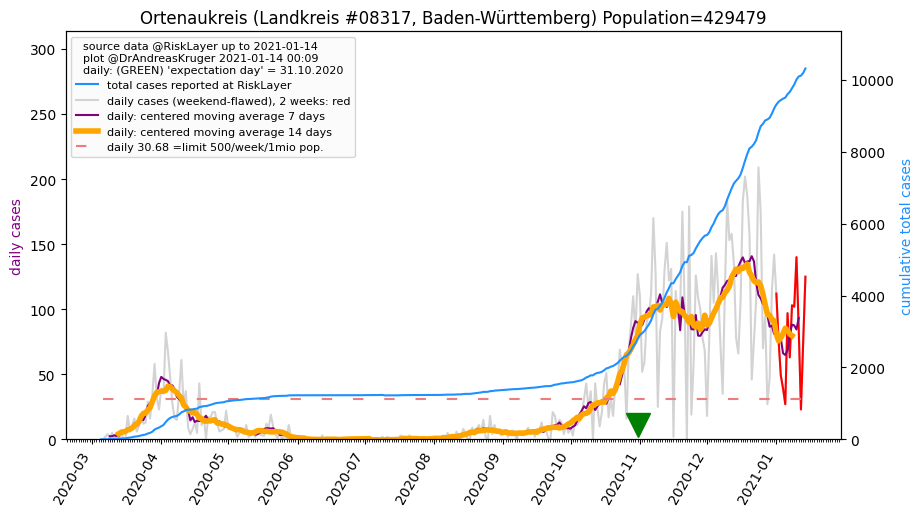 Ortenaukreis (Landkreis #08317, Baden-Württemberg) Population=429479
source data @RiskLayer up to 2021-01-14
plot @DrAndreasKruger 2021-01-14 00:09
daily: (GREEN) 'expectation day' = 31.10.2020
total cases reported at RiskLayer
daily cases (weekend-flawed), 2 weeks: red
daily: centered moving average 7 days
daily: centered moving average 14 days
daily 30.68 =limit 500/week/1mio pop.
daily cases
300
250
200
150
100
50
0
cumulative total cases
10000
8000
6000
4000
2000
0
2020-03
2020-04
2020-05
2020-06
2020-07
2020-08
2020-09
2020-10
2020-11
2020-12
2021-01